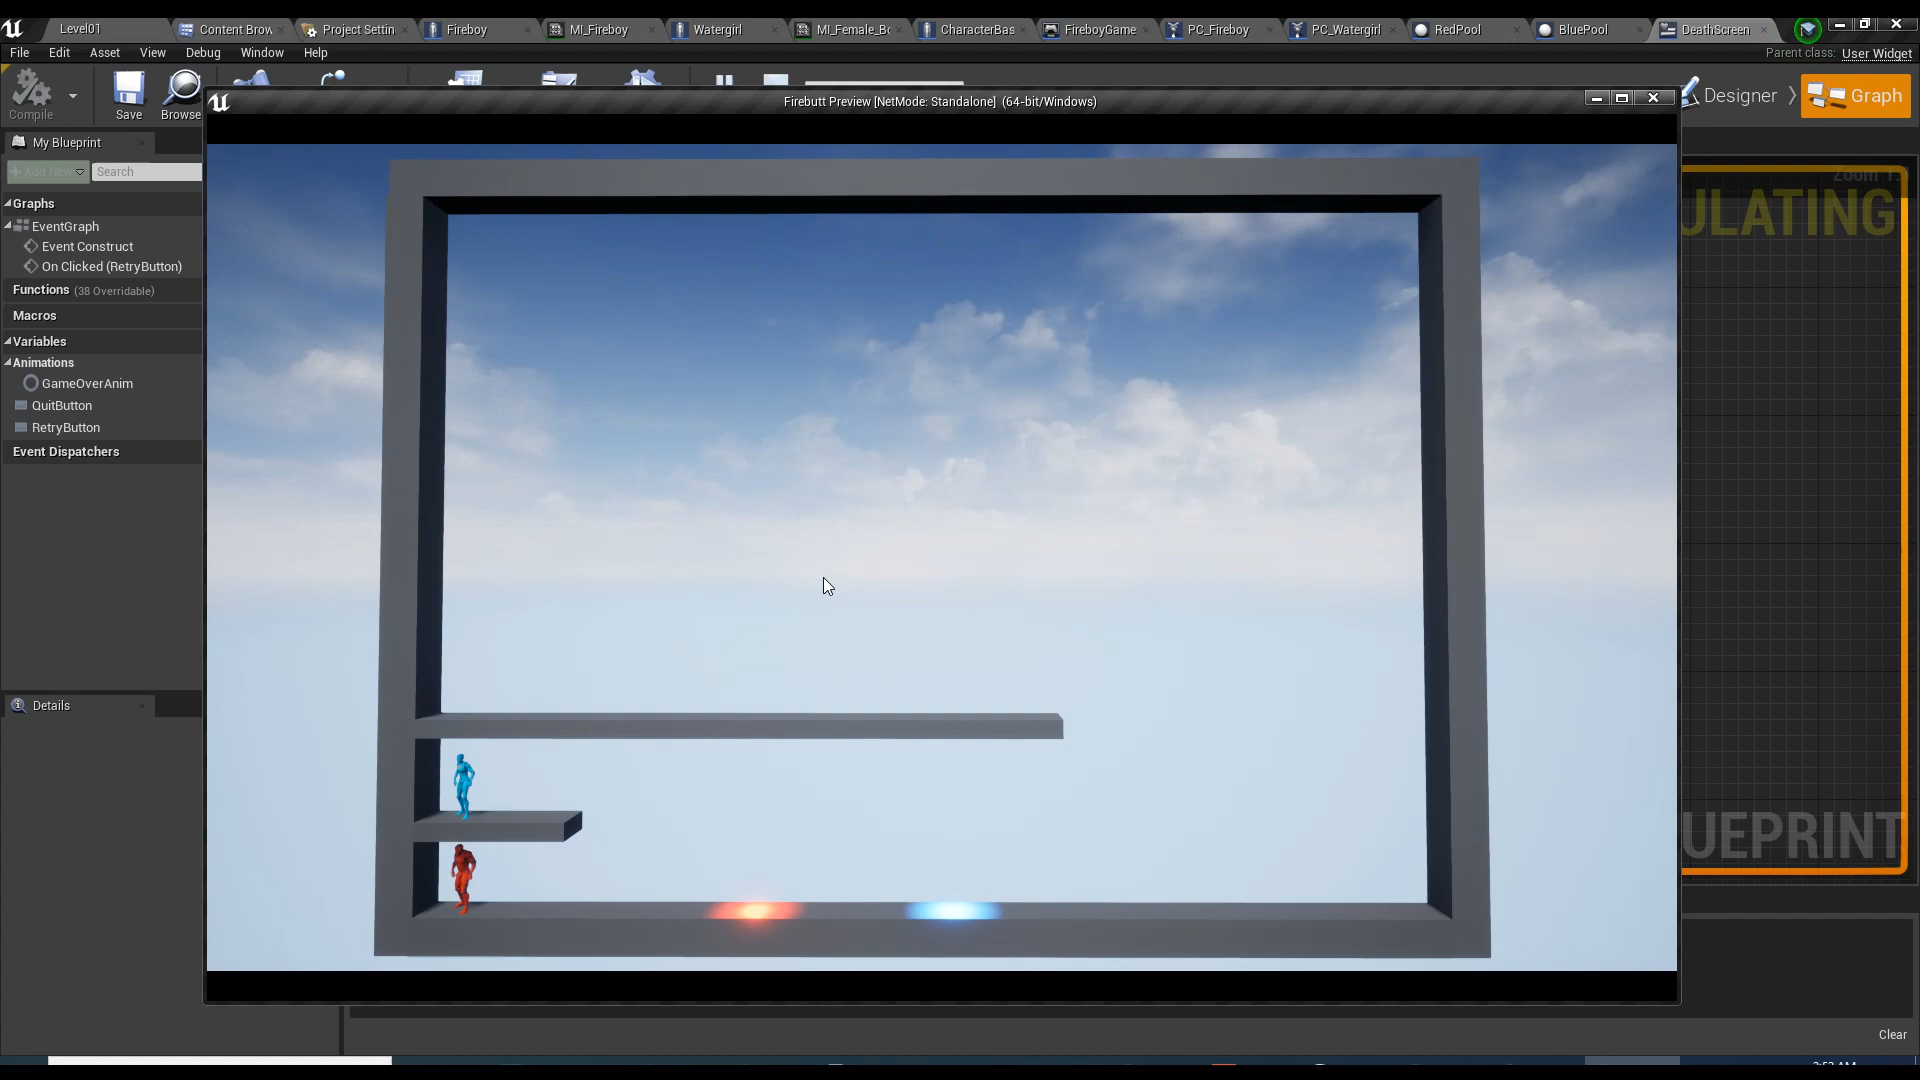 Level01
Content Brow
Project Settin
Fireboy
MI_Fireboy
Watergirl
MI_Female_Bo
CharacterBas
FireboyGame
PC_Fireboy
PC_Watergirl
RedPool
BluePool
DeathScreen
File Edit Asset View Debug Window Help
Parent class: User Widget
Compile
Save
Browse
Firebutt Preview [NetMode: Standalone] (64-bit/Windows)
Designer
Graph
My Blueprint
Add New
Search
Graphs
EventGraph
Event Construct
On Clicked (RetryButton)
Functions (38 Overridable)
Macros
Variables
Animations
GameOverAnim
QuitButton
RetryButton
Event Dispatchers
Details
Zoom
ULATING
UEPRINT
Clear